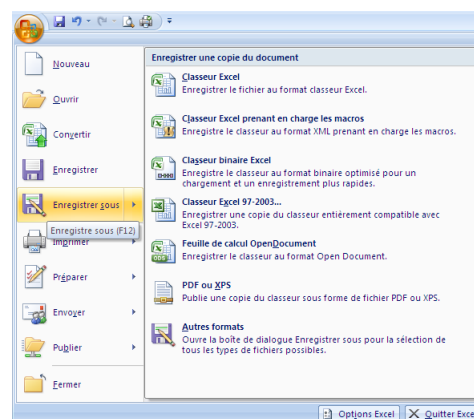 Nouveau
Ouvrir
Convertir
Enregistrer
Enregistrer sous
Enregistre sous (F12)
Imprimer
Préparer
Envoyer
Publier
Fermer
Enregistrer une copie du document
Classeur Excel
Enregistrer le fichier au format classeur Excel.
Classeur Excel prenant en charge les macros
Enregistre le classeur au format XML prenant en charge les macros.
Classeur binaire Excel
Enregistre le classeur au format binaire optimisé pour un
chargement et un enregistrement plus rapides.
Classeur Excel 97-2003...
Enregistrer une copie du classeur entièrement compatible avec
Excel 97-2003.
Feuille de calcul OpenDocument
Enregistrer le classeur au format Open Document.
PDF ou XPS
Publie une copie du classeur sous forme de fichier PDF ou XPS.
Autres formats
Ouvre la boîte de dialogue Enregistrer sous pour la sélection de
tous les types de fichiers possibles.
Options Excel
Quitter Exce